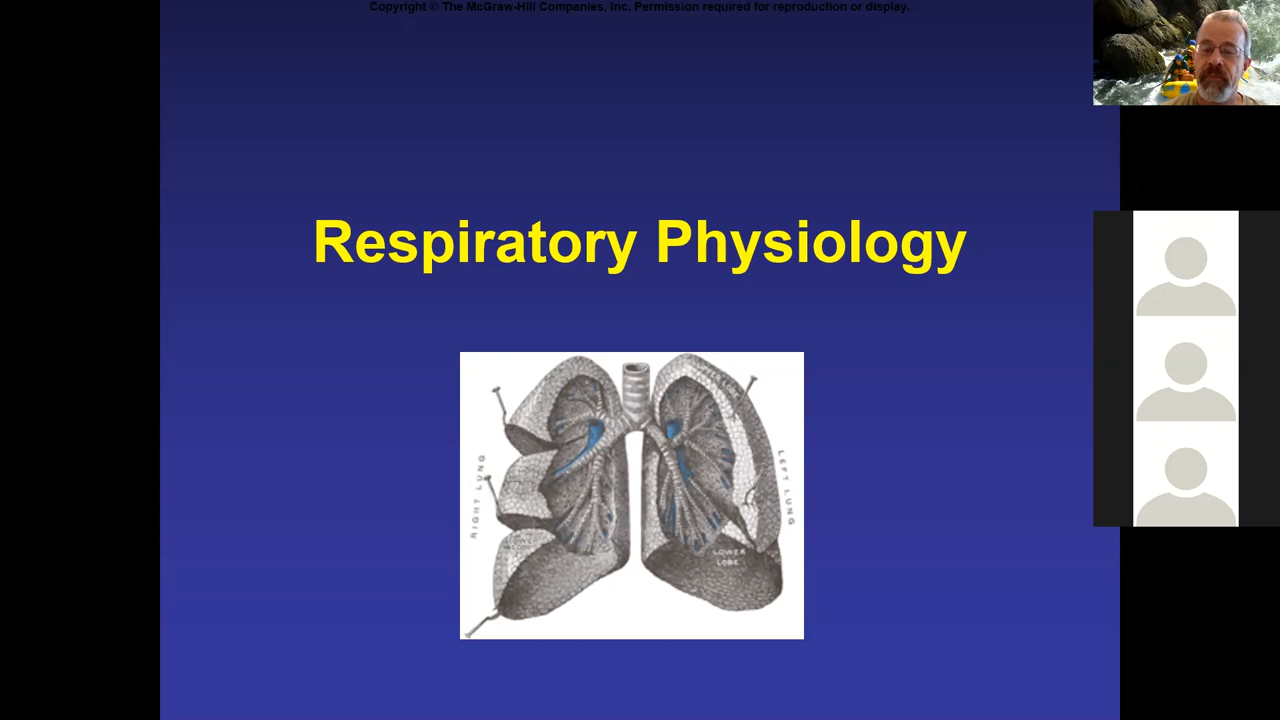 Copyright © The McGraw-Hill Companies, Inc. Permission required for reproduction or display.
Respiratory Physiology
RIGHT LUNG
LEFT LUNG
LOWER
LOBE